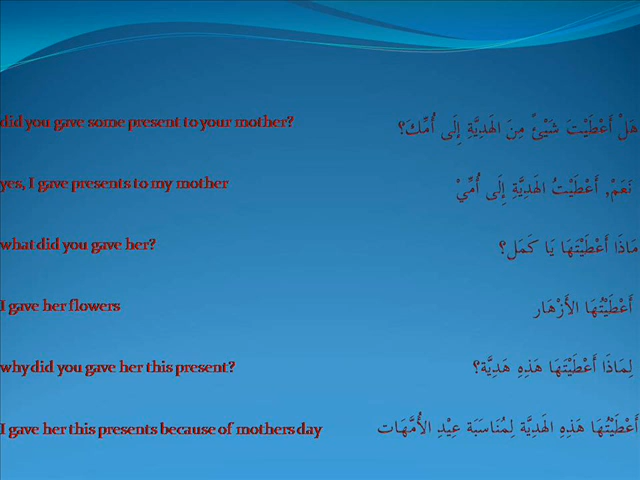 did you gave some present to your mother? هَلْ أَعْطَيْتَ شَيْئٌ مِنَ الهَدِيَّةِ إِلَى أُمِّكَ؟
yes, I gave presents to my mother نَعَمْ, أَعْطَيْتُ الهَدِيَّةِ إِلَى أُمِّيْ
what did you gave her? مَاذَا أَعْطَيْتَهَا يَا كَمَل؟
I gave her flowers أَعْطَيْتُهَا الأَزْهَار
why did you gave her this present? لِمَاذَا أَعْطَيْتَهَا هَذِهِ هَدِيَّة؟
I gave her this presents because of mothers day أَعْطَيْتُهَا هَذِهِ الهَدِيَّة لِمُنَاسَبَة عِيْدِ الأُمَّهَات